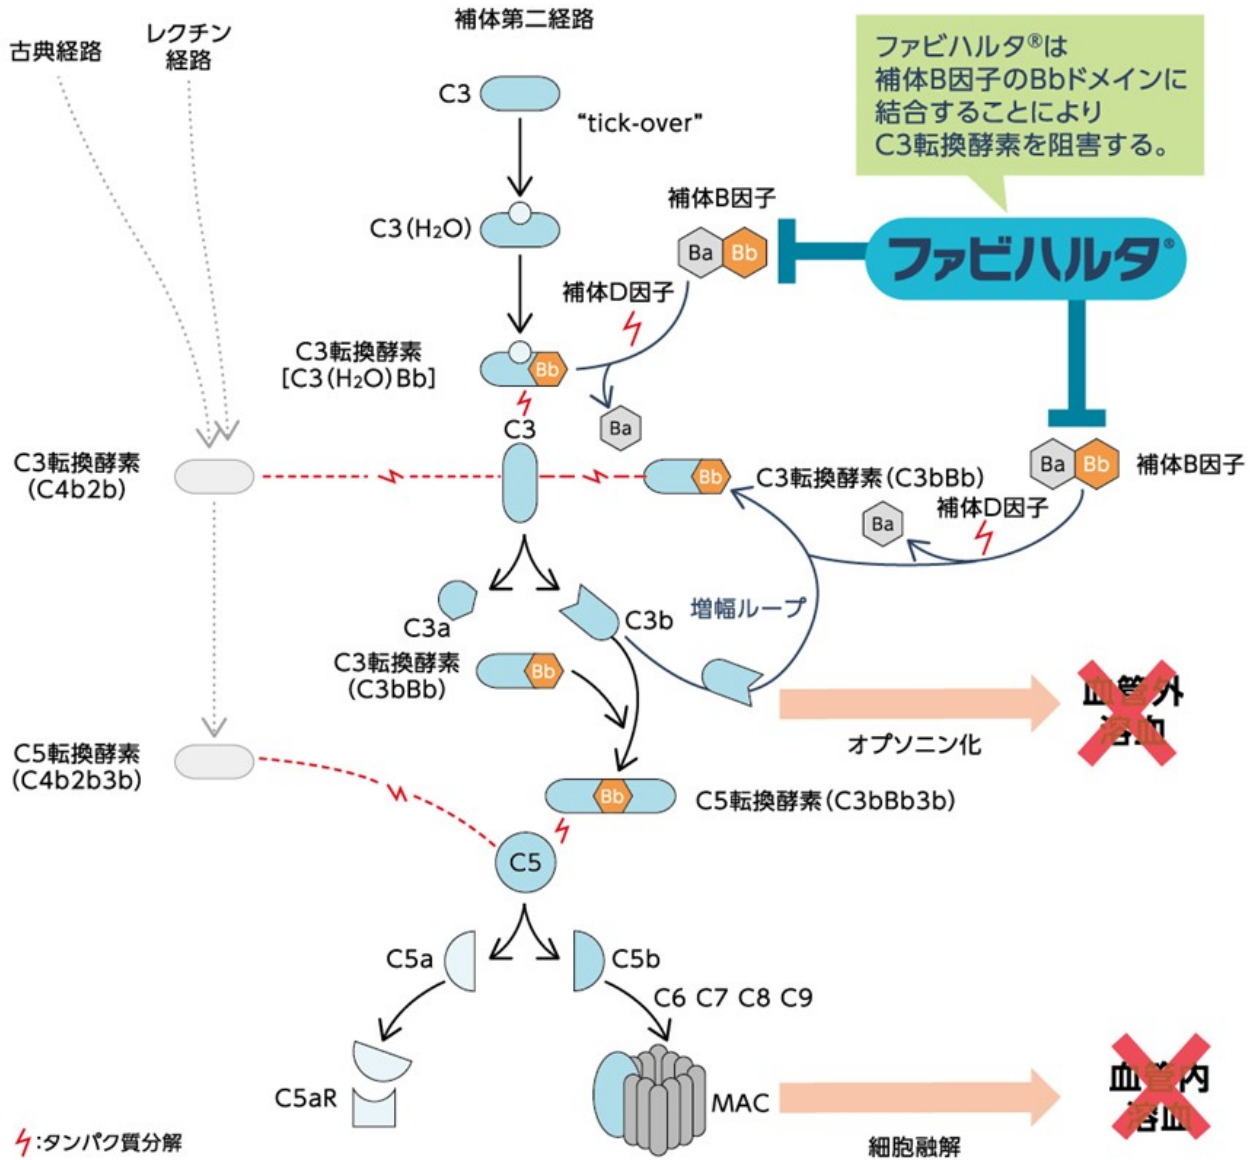 補体第二経路
古典経路
レクチン
経路
ファビハルタ®は
補体B因子のBbドメインに
結合することにより
C3転換酵素を阻害する。
C3
“tick-over”
補体B因子
C3(H₂O)
Ba
Bb
ファビハルタ®
補体D因子
C3転換酵素
[C3(H₂O)Bb]
Bb
Ba
C3
C3転換酵素
(C4b2b)
Bb
C3転換酵素(C3bBb)
Ba
Bb
補体B因子
補体D因子
Ba
増幅ループ
C3a
C3b
C3転換酵素
(C3bBb)
Bb
血管外
溶血
オプソニン化
C5転換酵素
(C4b2b3b)
Bb
C5転換酵素(C3bBb3b)
C5
C5a
C5b
C6 C7 C8 C9
C5aR
MAC
血管内
溶血
細胞融解
:タンパク質分解